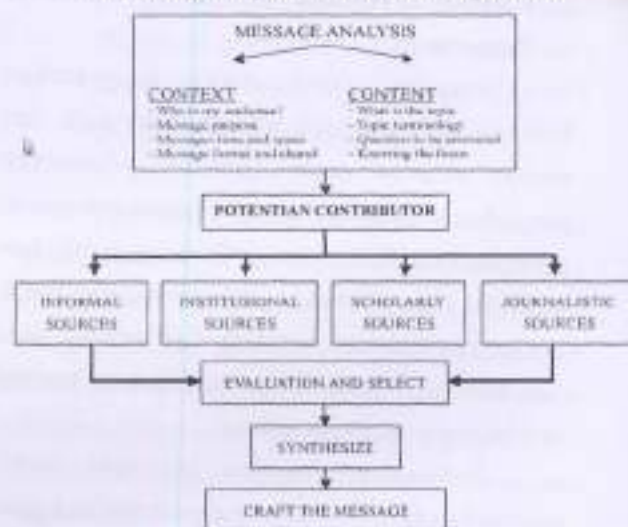 MESSAGE ANALYSIS
CONTEXT
- Who is my audience?
- Message purpose
- Message time and space
- Message format and channel
CONTENT
- What is the topic
- Topic terminology
- Question to be answered
- Knowing the focus
POTENTIAN CONTRIBUTOR
INFORMAL SOURCES
INSTITUSIONAL SOURCES
SCHOLARLY SOURCES
JOURNALISTIC SOURCES
EVALUATION AND SELECT
SYNTHESIZE
CRAFT THE MESSAGE